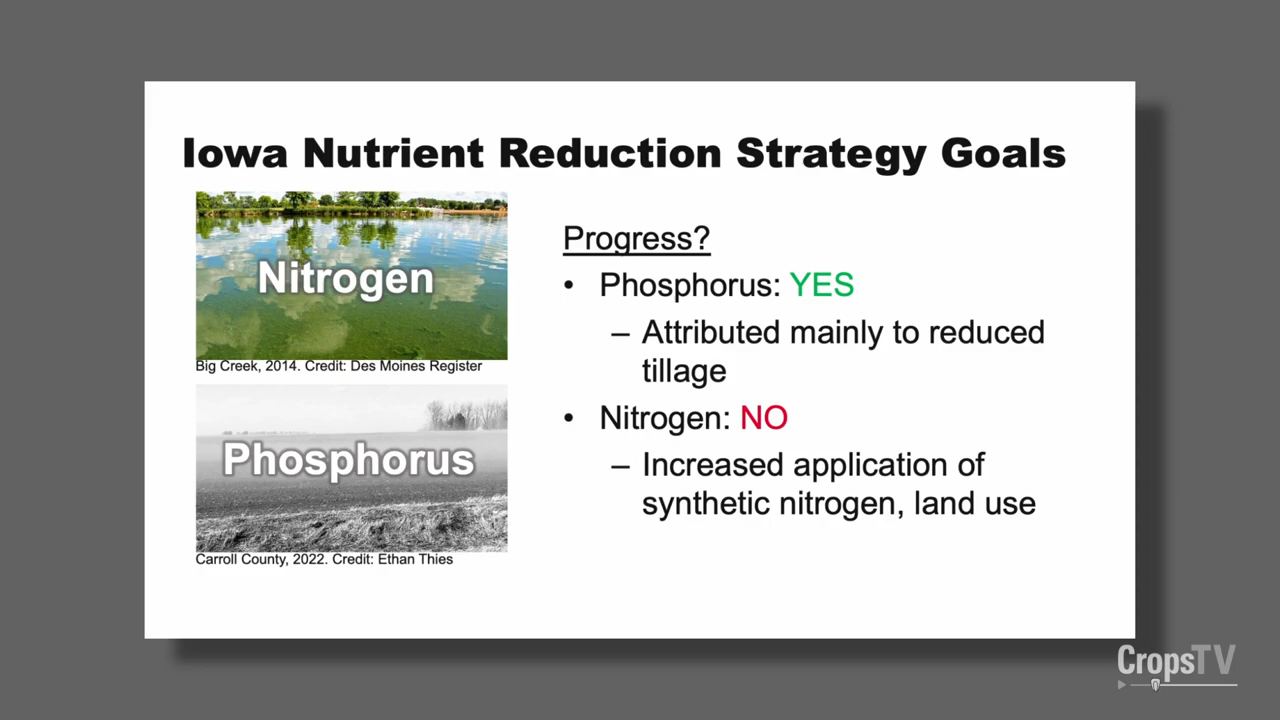 Iowa Nutrient Reduction Strategy Goals
Nitrogen
Big Creek, 2014. Credit: Des Moines Register
Phosphorus
Carroll County, 2022. Credit: Ethan Thies
Progress?
• Phosphorus: YES
– Attributed mainly to reduced
tillage
• Nitrogen: NO
– Increased application of
synthetic nitrogen, land use
CropsTV